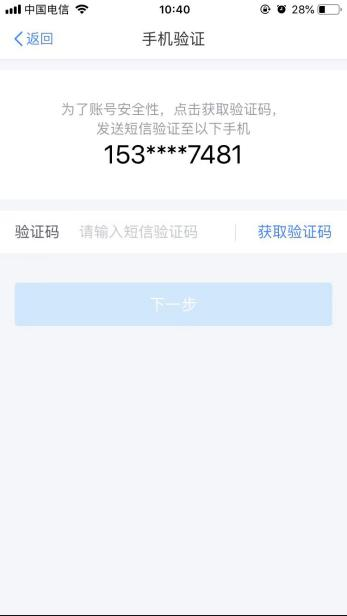 中国电信 10:40 28%
返回 手机验证
为了账号安全性，点击获取验证码，
发送短信验证至以下手机
153****7481
验证码 请输入短信验证码 获取验证码
下一步